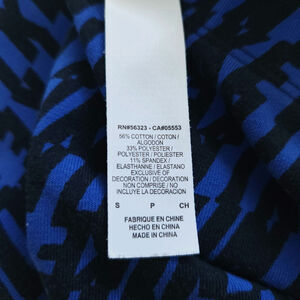 RN#56323 - CA#05553
56% COTTON / COTON /
ALGODON
33% POLYESTER /
POLYESTER / POLIESTER
11% SPANDEX /
ELASTHANNE / ELASTANO
EXCLUSIVE OF
DECORATION / DECORATION
NON COMPRISE / NO
INCLUYE LA DECORACION
S P CH
FABRIQUE EN CHINE
HECHO EN CHINA
MADE IN CHINA